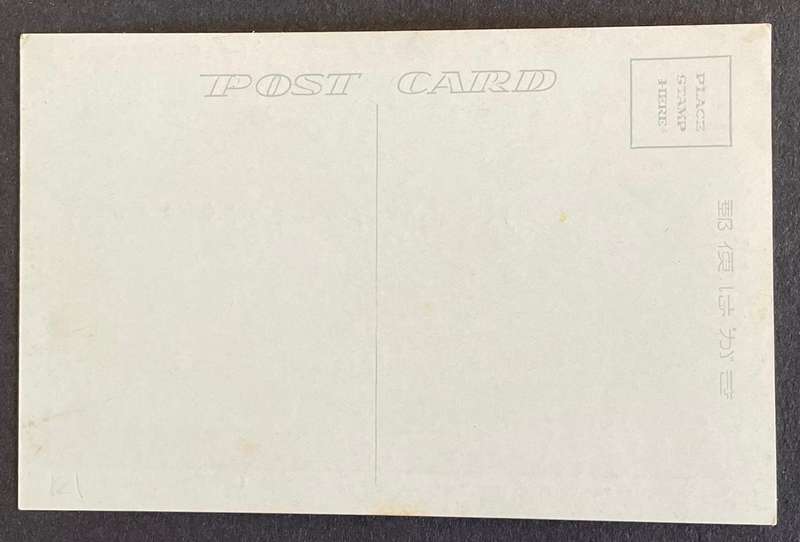 POST CARD
PLACE
STAMP
HERE
郵便はがき